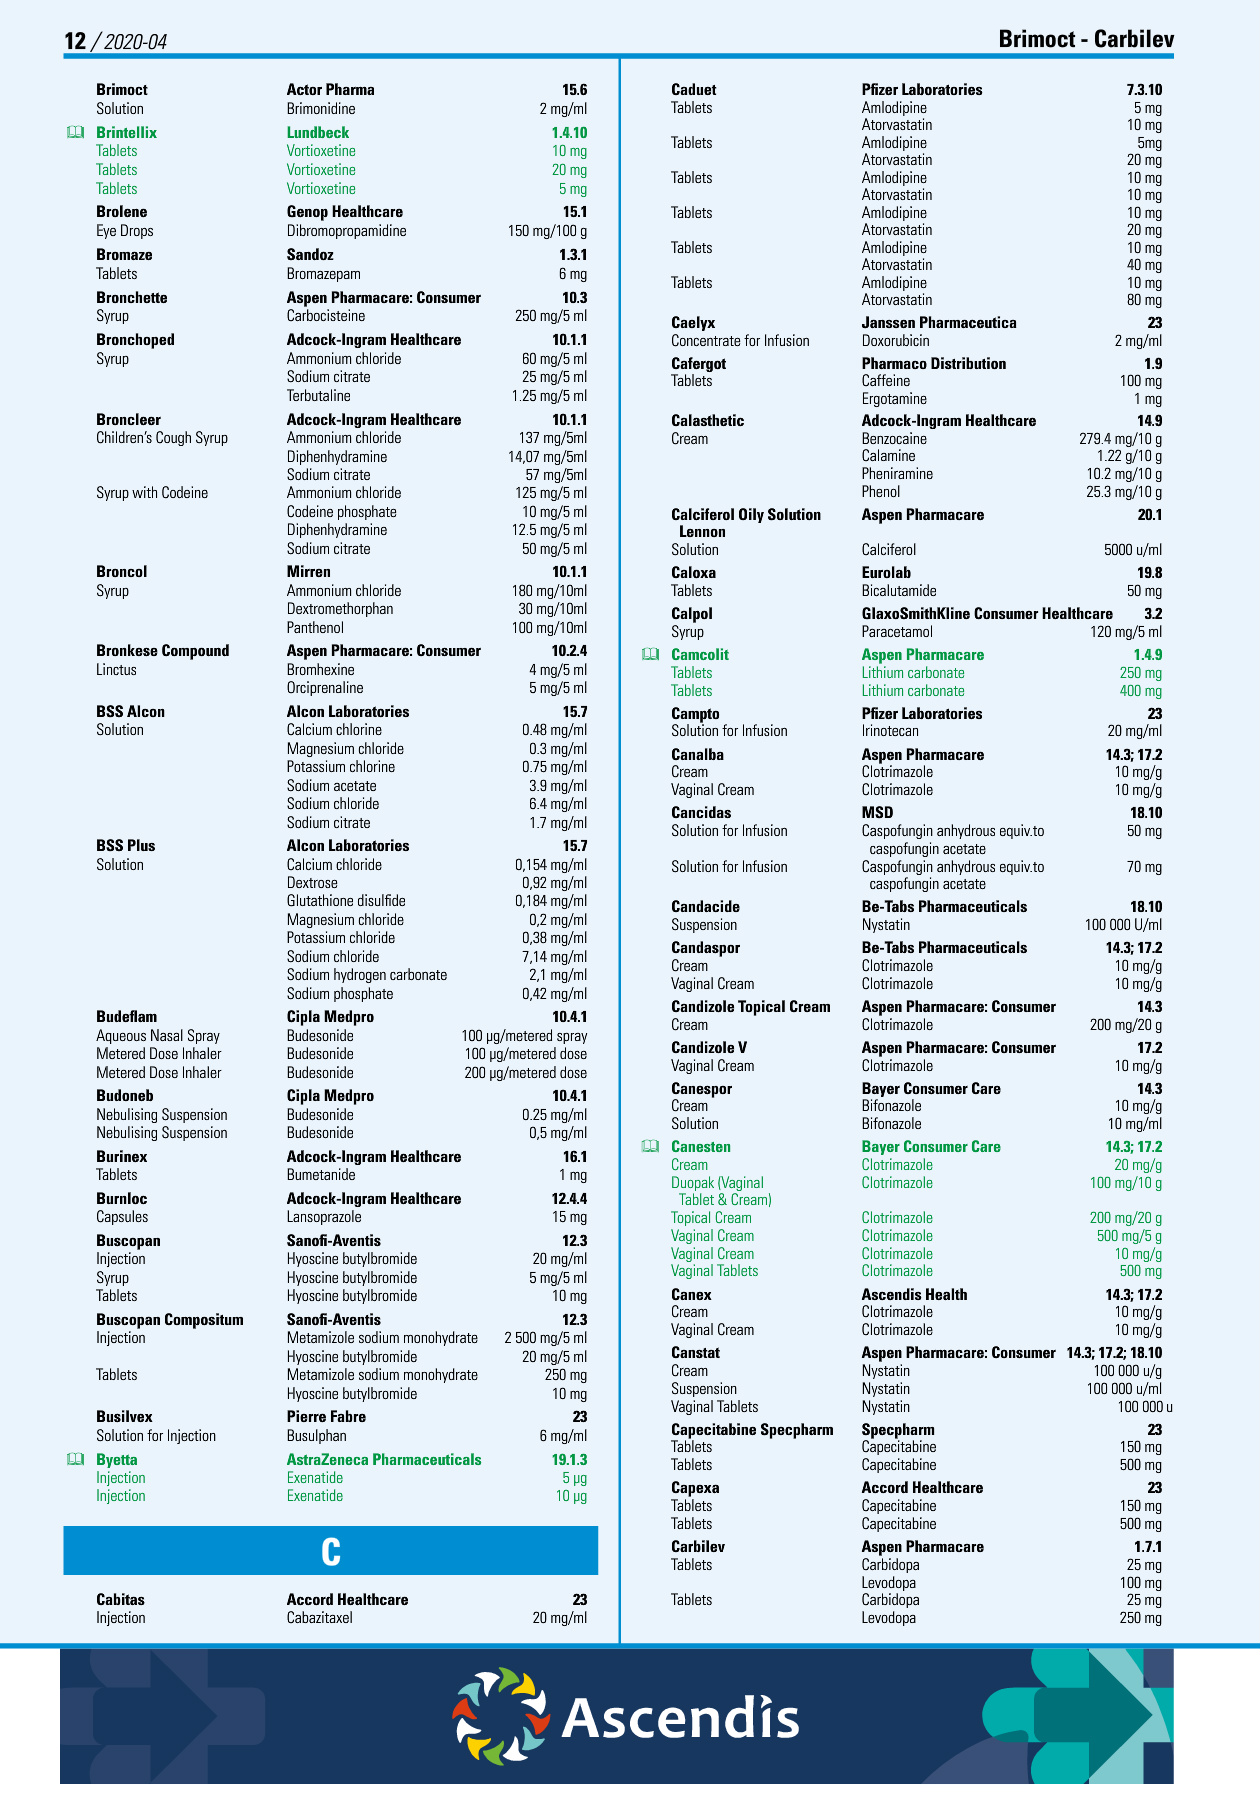 12 / 2020-04 Brimoct - Carbilev
Brimoct Actor Pharma 15.6
Solution Brimonidine 2 mg/ml
Brintellix Lundbeck 1.4.10
Tablets Vortioxetine 10 mg
Tablets Vortioxetine 20 mg
Tablets Vortioxetine 5 mg
Brolene Genop Healthcare 15.1
Eye Drops Dibromopropamidine 150 mg/100 g
Bromaze Sandoz 1.3.1
Tablets Bromazepam 6 mg
Bronchette Aspen Pharmacare: Consumer 10.3
Syrup Carbocisteine 250 mg/5 ml
Bronchoped Adcock-Ingram Healthcare 10.1.1
Syrup Ammonium chloride 60 mg/5 ml
Sodium citrate 25 mg/5 ml
Terbutaline 1.25 mg/5 ml
Broncleer Adcock-Ingram Healthcare 10.1.1
Children's Cough Syrup Ammonium chloride 137 mg/5ml
Diphenhydramine 14,07 mg/5ml
Sodium citrate 57 mg/5ml
Syrup with Codeine Ammonium chloride 125 mg/5 ml
Codeine phosphate 10 mg/5 ml
Diphenhydramine 12.5 mg/5 ml
Sodium citrate 50 mg/5 ml
Broncol Mirren 10.1.1
Syrup Ammonium chloride 180 mg/10ml
Dextromethorphan 30 mg/10ml
Panthenol 100 mg/10ml
Bronkese Compound Aspen Pharmacare: Consumer 10.2.4
Linctus Bromhexine 4 mg/5 ml
Orciprenaline 5 mg/5 ml
BSS Alcon Alcon Laboratories 15.7
Solution Calcium chlorine 0.48 mg/ml
Magnesium chloride 0.3 mg/ml
Potassium chlorine 0.75 mg/ml
Sodium acetate 3.9 mg/ml
Sodium chloride 6.4 mg/ml
Sodium citrate 1.7 mg/ml
BSS Plus Alcon Laboratories 15.7
Solution Calcium chloride 0,154 mg/ml
Dextrose 0,92 mg/ml
Glutathione disulfide 0,184 mg/ml
Magnesium chloride 0,2 mg/ml
Potassium chloride 0,38 mg/ml
Sodium chloride 7,14 mg/ml
Sodium hydrogen carbonate 2,1 mg/ml
Sodium phosphate 0,42 mg/ml
Budeflam Cipla Medpro 10.4.1
Aqueous Nasal Spray Budesonide 100 µg/metered spray
Metered Dose Inhaler Budesonide 100 µg/metered dose
Metered Dose Inhaler Budesonide 200 µg/metered dose
Budoneb Cipla Medpro 10.4.1
Nebulising Suspension Budesonide 0.25 mg/ml
Nebulising Suspension Budesonide 0,5 mg/ml
Burinex Adcock-Ingram Healthcare 16.1
Tablets Bumetanide 1 mg
Burnloc Adcock-Ingram Healthcare 12.4.4
Capsules Lansoprazole 15 mg
Buscopan Sanofi-Aventis 12.3
Injection Hyoscine butylbromide 20 mg/ml
Syrup Hyoscine butylbromide 5 mg/5 ml
Tablets Hyoscine butylbromide 10 mg
Buscopan Compositum Sanofi-Aventis 12.3
Injection Metamizole sodium monohydrate 2 500 mg/5 ml
Hyoscine butylbromide 20 mg/5 ml
Tablets Metamizole sodium monohydrate 250 mg
Hyoscine butylbromide 10 mg
Busilvex Pierre Fabre 23
Solution for Injection Busulphan 6 mg/ml
Byetta AstraZeneca Pharmaceuticals 19.1.3
Injection Exenatide 5 µg
Injection Exenatide 10 µg
C
Cabitas Accord Healthcare 23
Injection Cabazitaxel 20 mg/ml
Caduet Pfizer Laboratories 7.3.10
Tablets Amlodipine 5 mg
Atorvastatin 10 mg
Tablets Amlodipine 5mg
Atorvastatin 20 mg
Tablets Amlodipine 10 mg
Atorvastatin 10 mg
Tablets Amlodipine 10 mg
Atorvastatin 20 mg
Tablets Amlodipine 10 mg
Atorvastatin 40 mg
Tablets Amlodipine 10 mg
Atorvastatin 80 mg
Caelyx Janssen Pharmaceutica 23
Concentrate for Infusion Doxorubicin 2 mg/ml
Cafergot Pharmaco Distribution 1.9
Tablets Caffeine 100 mg
Ergotamine 1 mg
Calasthetic Adcock-Ingram Healthcare 14.9
Cream Benzocaine 279.4 mg/10 g
Calamine 1.22 g/10 g
Pheniramine 10.2 mg/10 g
Phenol 25.3 mg/10 g
Calciferol Oily Solution Aspen Pharmacare 20.1
Lennon
Solution Calciferol 5000 u/ml
Caloxa Eurolab 19.8
Tablets Bicalutamide 50 mg
Calpol GlaxoSmithKline Consumer Healthcare 3.2
Syrup Paracetamol 120 mg/5 ml
Camcolit Aspen Pharmacare 1.4.9
Tablets Lithium carbonate 250 mg
Tablets Lithium carbonate 400 mg
Campto Pfizer Laboratories 23
Solution for Infusion Irinotecan 20 mg/ml
Canalba Aspen Pharmacare 14.3; 17.2
Cream Clotrimazole 10 mg/g
Vaginal Cream Clotrimazole 10 mg/g
Cancidas MSD 18.10
Solution for Infusion Caspofungin anhydrous equiv.to 50 mg
caspofungin acetate
Solution for Infusion Caspofungin anhydrous equiv.to 70 mg
caspofungin acetate
Candacide Be-Tabs Pharmaceuticals 18.10
Suspension Nystatin 100 000 U/ml
Candaspor Be-Tabs Pharmaceuticals 14.3; 17.2
Cream Clotrimazole 10 mg/g
Vaginal Cream Clotrimazole 10 mg/g
Candizole Topical Cream Aspen Pharmacare: Consumer 14.3
Cream Clotrimazole 200 mg/20 g
Candizole V Aspen Pharmacare: Consumer 17.2
Vaginal Cream Clotrimazole 10 mg/g
Canespor Bayer Consumer Care 14.3
Cream Bifonazole 10 mg/g
Solution Bifonazole 10 mg/ml
Canesten Bayer Consumer Care 14.3; 17.2
Cream Clotrimazole 20 mg/g
Duopak (Vaginal Clotrimazole 100 mg/10 g
Tablet & Cream)
Topical Cream Clotrimazole 200 mg/20 g
Vaginal Cream Clotrimazole 500 mg/5 g
Vaginal Cream Clotrimazole 10 mg/g
Vaginal Tablets Clotrimazole 500 mg
Canex Ascendis Health 14.3; 17.2
Cream Clotrimazole 10 mg/g
Vaginal Cream Clotrimazole 10 mg/g
Canstat Aspen Pharmacare: Consumer 14.3; 17.2; 18.10
Cream Nystatin 100 000 u/g
Suspension Nystatin 100 000 u/ml
Vaginal Tablets Nystatin 100 000 u
Capecitabine Specpharm Specpharm 23
Tablets Capecitabine 150 mg
Tablets Capecitabine 500 mg
Capexa Accord Healthcare 23
Tablets Capecitabine 150 mg
Tablets Capecitabine 500 mg
Carbilev Aspen Pharmacare 1.7.1
Tablets Carbidopa 25 mg
Levodopa 100 mg
Tablets Carbidopa 25 mg
Levodopa 250 mg
Ascendis